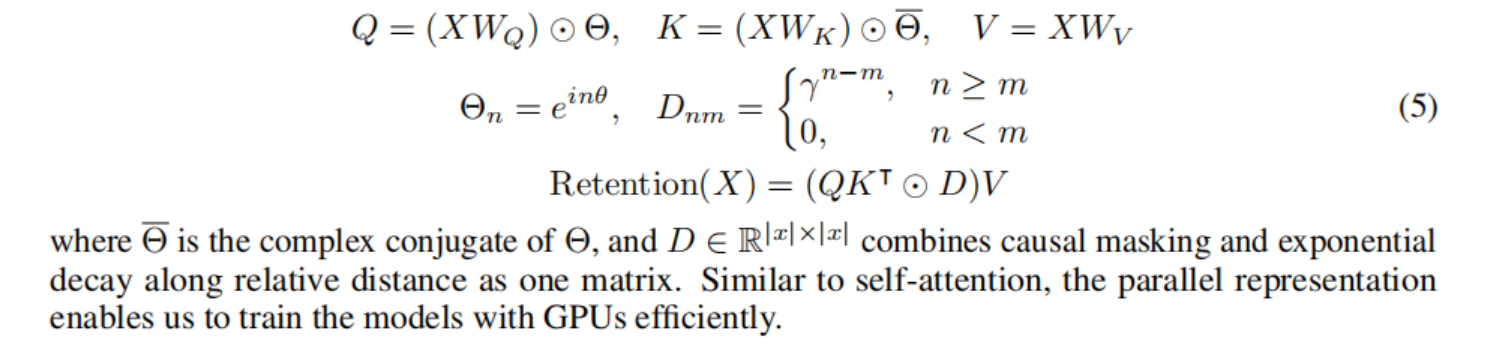 Q = (XW_Q) ⊙ Θ, K = (XW_K) ⊙ Θ̅, V = XW_V
Θ_n = e^{inθ}, D_{nm} = { γ^{n−m}, n ≥ m
0, n < m
(5)
Retention(X) = (QK^⊺ ⊙ D)V
where Θ̅ is the complex conjugate of Θ, and D ∈ ℝ^{|x|×|x|} combines causal masking and exponential
decay along relative distance as one matrix. Similar to self-attention, the parallel representation
enables us to train the models with GPUs efficiently.